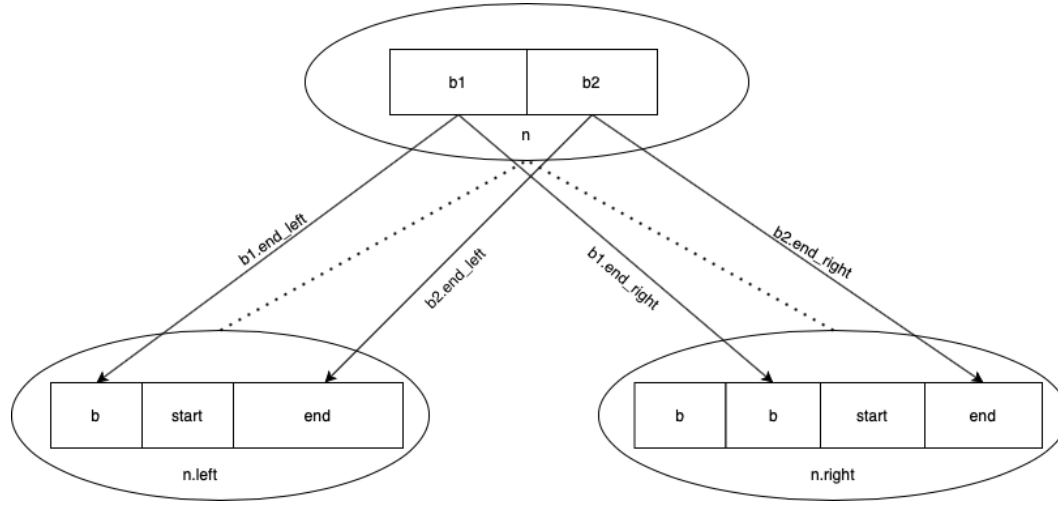 b1 b2
n
b1.end_left
b2.end_left
b1.end_right
b2.end_right
b start end
n.left
b b start end
n.right